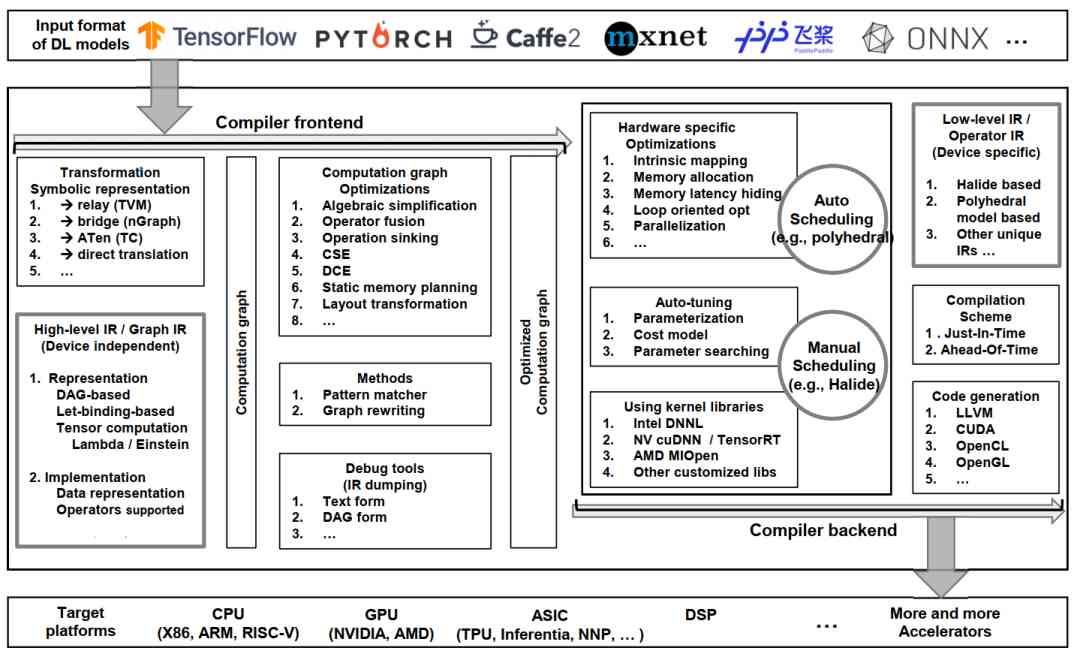 Input format
of DL models
TensorFlow
PYTORCH
Caffe2
mxnet
飞桨
PaddlePaddle
ONNX
...
Compiler frontend
Transformation
Symbolic representation
1. → relay (TVM)
2. → bridge (nGraph)
3. → ATen (TC)
4. → direct translation
5. ...
High-level IR / Graph IR
(Device independent)
1. Representation
DAG-based
Let-binding-based
Tensor computation
Lambda / Einstein
2. Implementation
Data representation
Operators supported
Computation graph
Computation graph
Optimizations
1. Algebraic simplification
2. Operator fusion
3. Operation sinking
4. CSE
5. DCE
6. Static memory planning
7. Layout transformation
8. ...
Methods
1. Pattern matcher
2. Graph rewriting
Debug tools
(IR dumping)
1. Text form
2. DAG form
3. ...
Optimized
Computation graph
Hardware specific
Optimizations
1. Intrinsic mapping
2. Memory allocation
3. Memory latency hiding
4. Loop oriented opt
5. Parallelization
6. ...
Auto
Scheduling
(e.g., polyhedral)
Auto-tuning
1. Parameterization
2. Cost model
3. Parameter searching
Manual
Scheduling
(e.g., Halide)
Using kernel libraries
1. Intel DNNL
2. NV cuDNN / TensorRT
3. AMD MIOpen
4. Other customized libs
Low-level IR /
Operator IR
(Device specific)
1. Halide based
2. Polyhedral
model based
3. Other unique
IRs ...
Compilation
Scheme
1 . Just-In-Time
2. Ahead-Of-Time
Code generation
1. LLVM
2. CUDA
3. OpenCL
4. OpenGL
5. ...
Compiler backend
Target
platforms
CPU
(X86, ARM, RISC-V)
GPU
(NVIDIA, AMD)
ASIC
(TPU, Inferentia, NNP, ... )
DSP
...
More and more
Accelerators